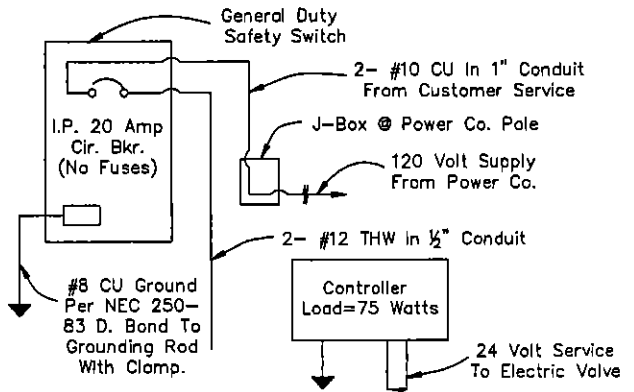 General Duty
Safety Switch
2- #10 CU In 1" Conduit
From Customer Service
J-Box @ Power Co. Pole
I.P. 20 Amp
Cir. Bkr.
(No Fuses)
120 Volt Supply
From Power Co.
2- #12 THW In ½" Conduit
#8 CU Ground
Per NEC 250-
83 D. Bond To
Grounding Rod
With Clamp.
Controller
Load=75 Watts
24 Volt Service
To Electric Valve